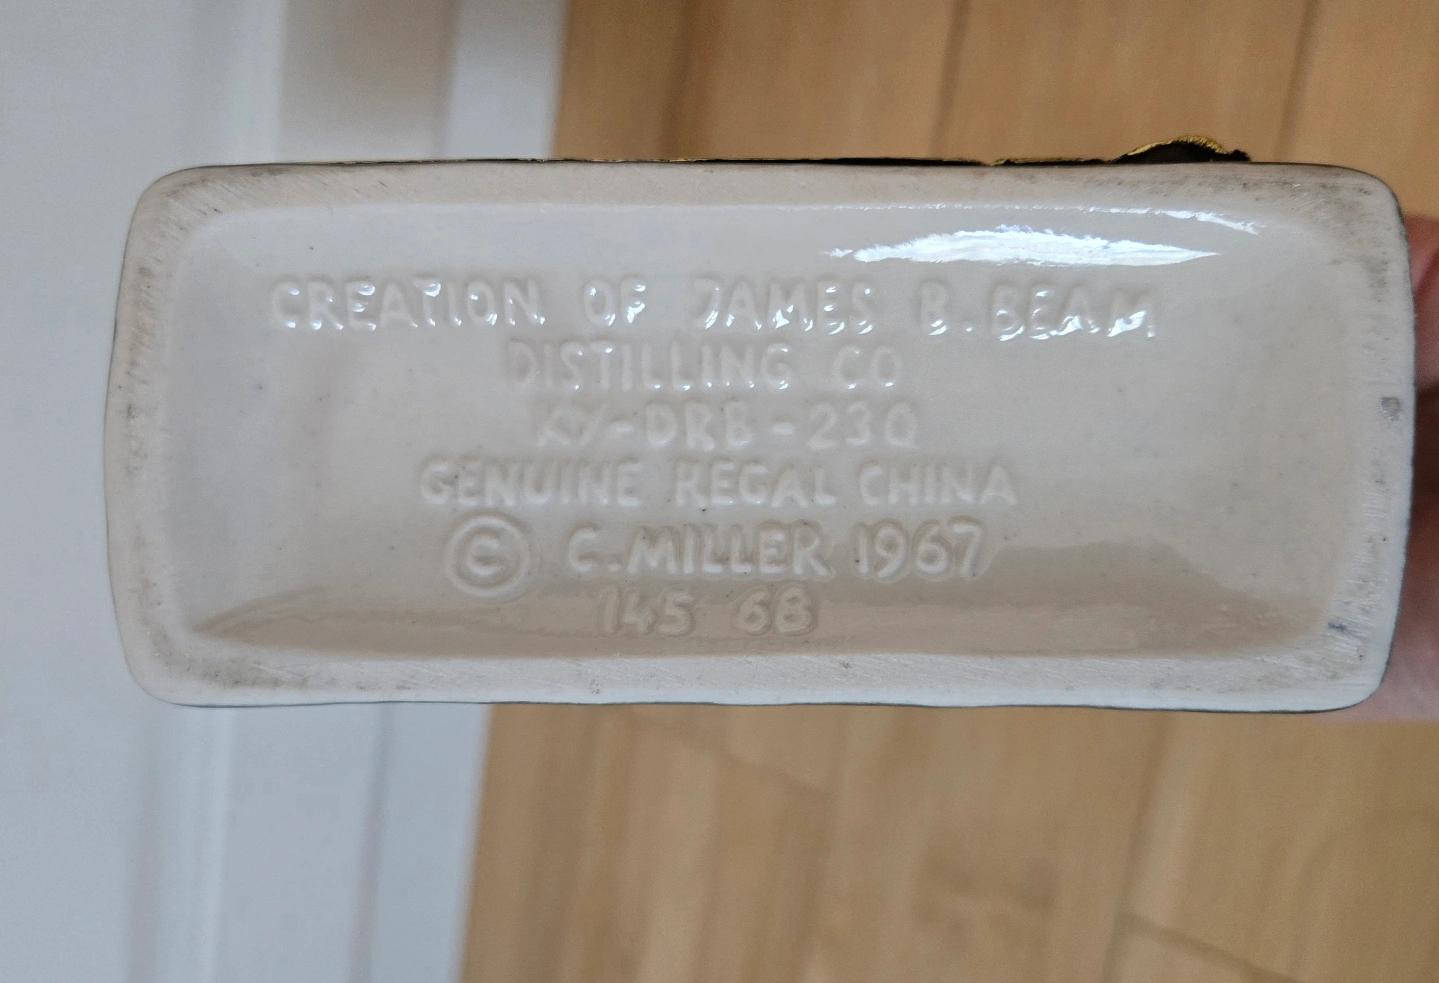 CREATION OF JAMES B. BEAM
DISTILLING CO
KY-DRB-230
GENUINE REGAL CHINA
© C. MILLER 1967
145 68